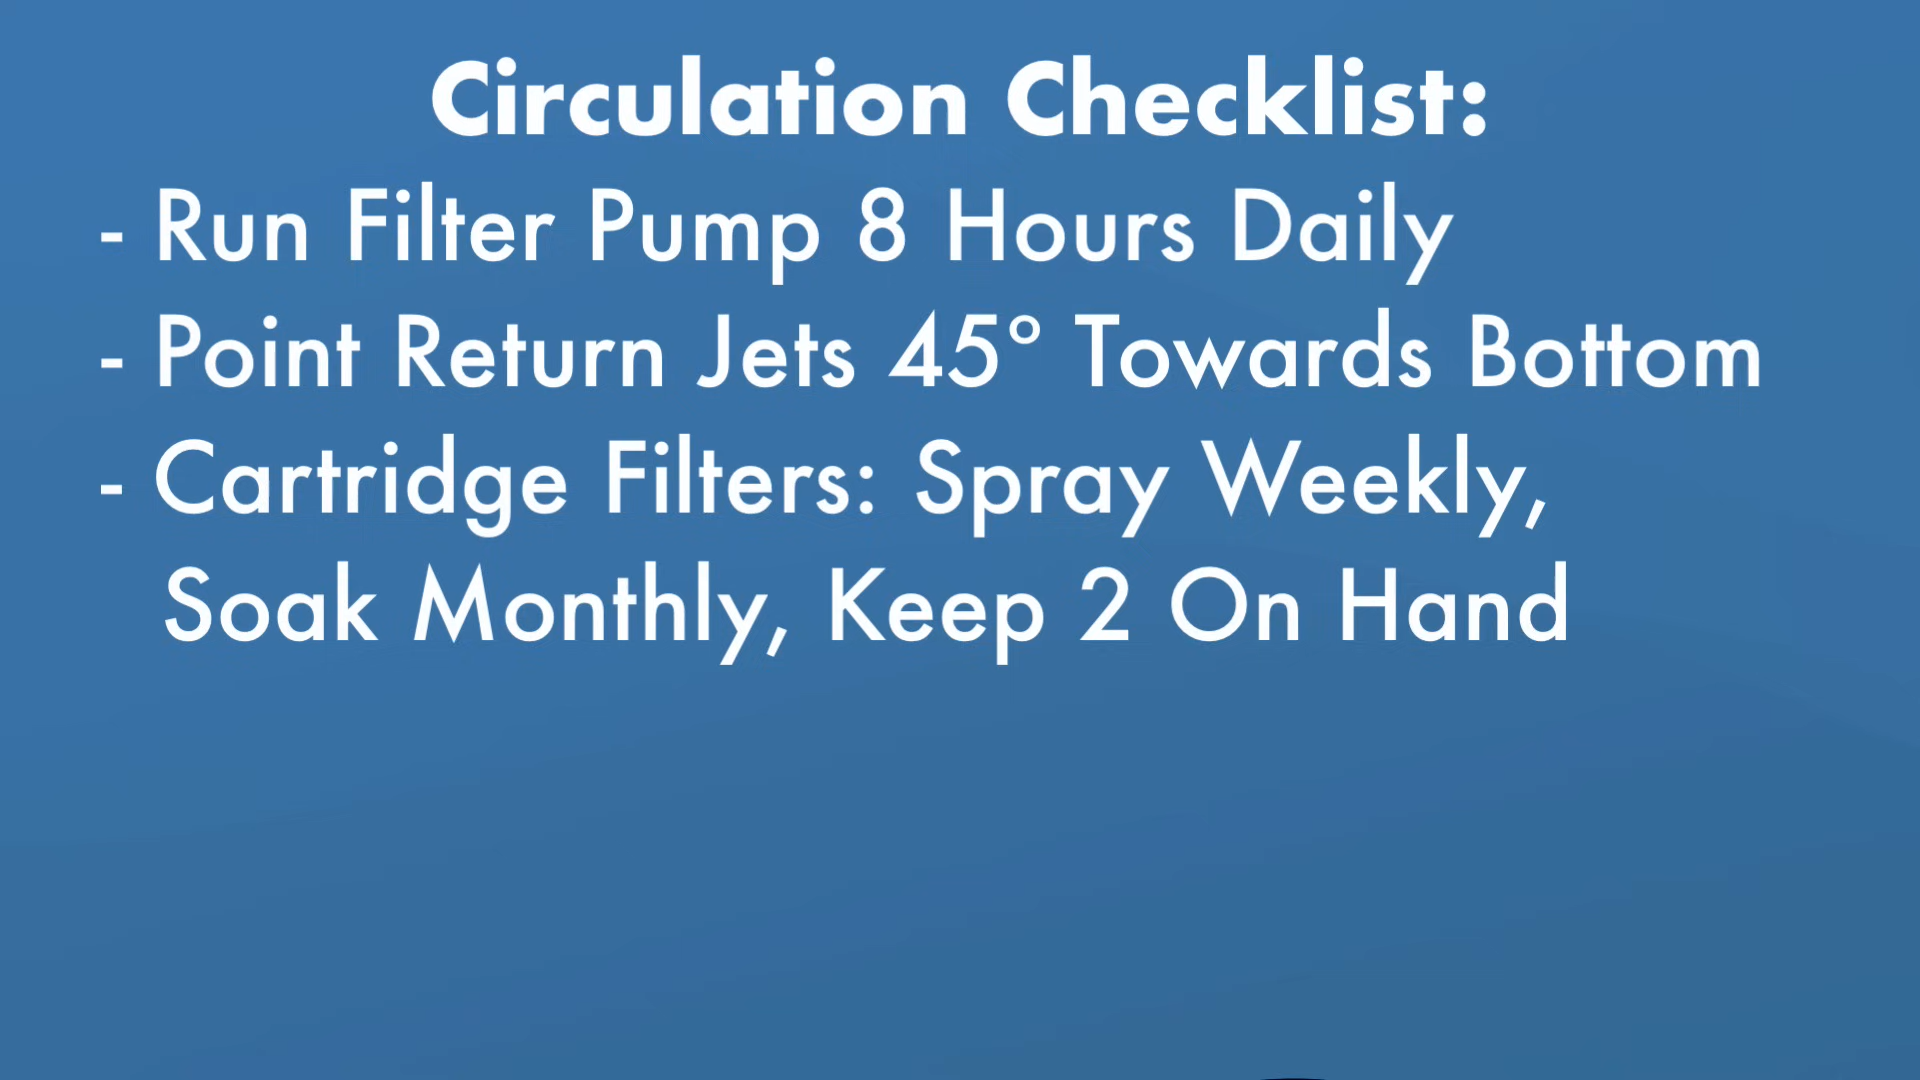 Circulation Checklist:
- Run Filter Pump 8 Hours Daily
- Point Return Jets 45° Towards Bottom
- Cartridge Filters: Spray Weekly,
Soak Monthly, Keep 2 On Hand